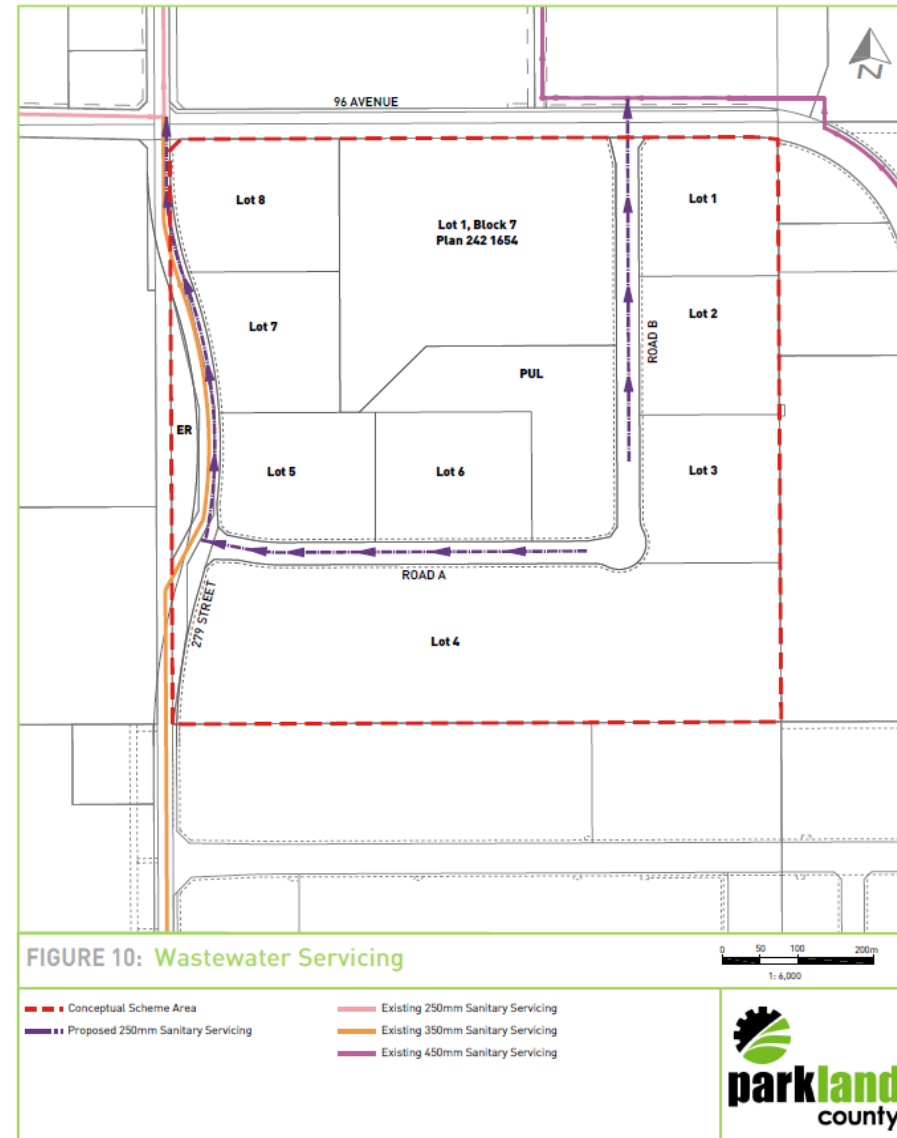 96 AVENUE
N
Lot 8
Lot 1, Block 7
Plan 242 1654
Lot 1
Lot 7
Lot 2
ROAD B
PUL
ER
Lot 5
Lot 6
Lot 3
ROAD A
279 STREET
Lot 4
FIGURE 10: Wastewater Servicing
0 50 100 200m
1: 6,000
Conceptual Scheme Area
Proposed 250mm Sanitary Servicing
Existing 250mm Sanitary Servicing
Existing 350mm Sanitary Servicing
Existing 450mm Sanitary Servicing
parkland
county